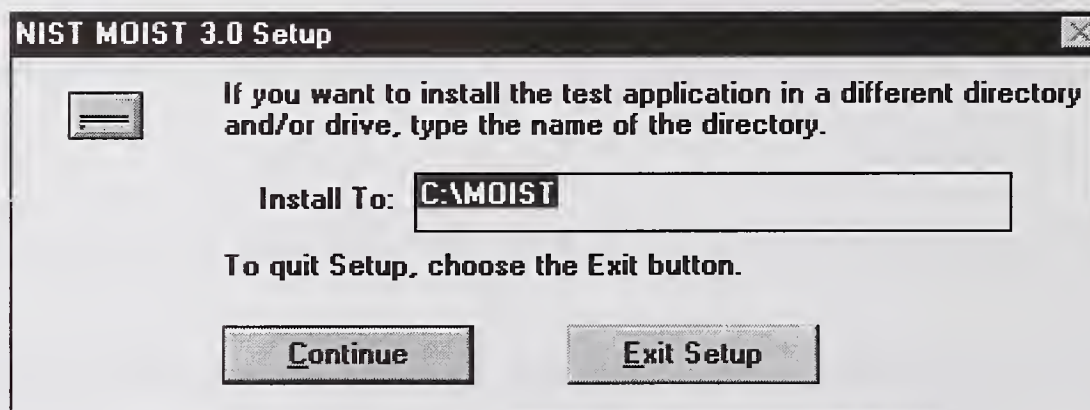 NIST MOIST 3.0 Setup
If you want to install the test application in a different directory
and/or drive, type the name of the directory.
Install To: C:\MOIST
To quit Setup, choose the Exit button.
Continue Exit Setup